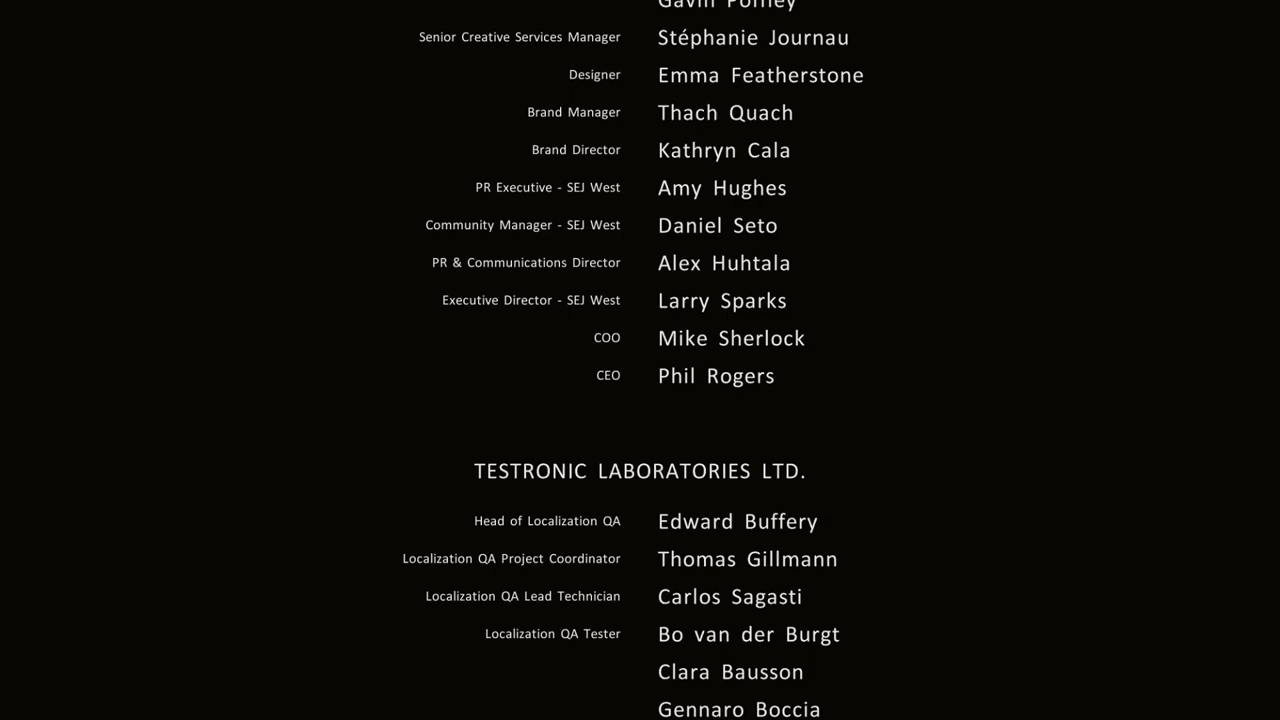 Gavin
Senior Creative Services Manager Stéphanie Journau
Designer Emma Featherstone
Brand Manager Thach Quach
Brand Director Kathryn Cala
PR Executive - SEJ West Amy Hughes
Community Manager - SEJ West Daniel Seto
PR & Communications Director Alex Huhtala
Executive Director - SEJ West Larry Sparks
COO Mike Sherlock
CEO Phil Rogers
TESTRONIC LABORATORIES LTD.
Head of Localization QA Edward Buffery
Localization QA Project Coordinator Thomas Gillmann
Localization QA Lead Technician Carlos Sagasti
Localization QA Tester Bo van der Burgt
Clara Bausson
Gennaro Boccia